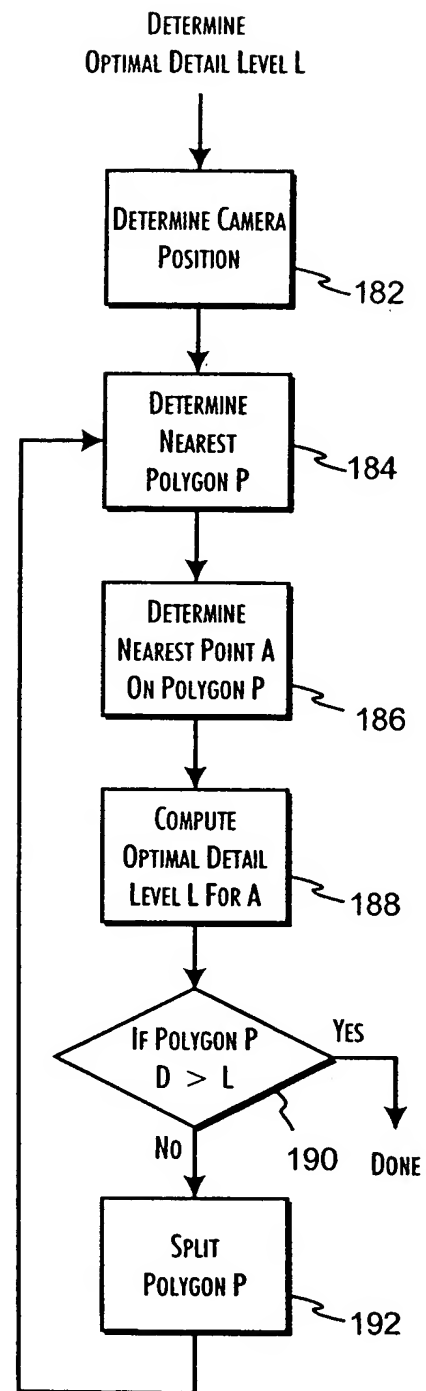 DETERMINE
OPTIMAL DETAIL LEVEL L
DETERMINE CAMERA
POSITION
182
DETERMINE
NEAREST
POLYGON P
184
DETERMINE
NEAREST POINT A
ON POLYGON P
186
COMPUTE
OPTIMAL DETAIL
LEVEL L FOR A
188
IF POLYGON P
D > L
YES
NO
190
DONE
SPLIT
POLYGON P
192